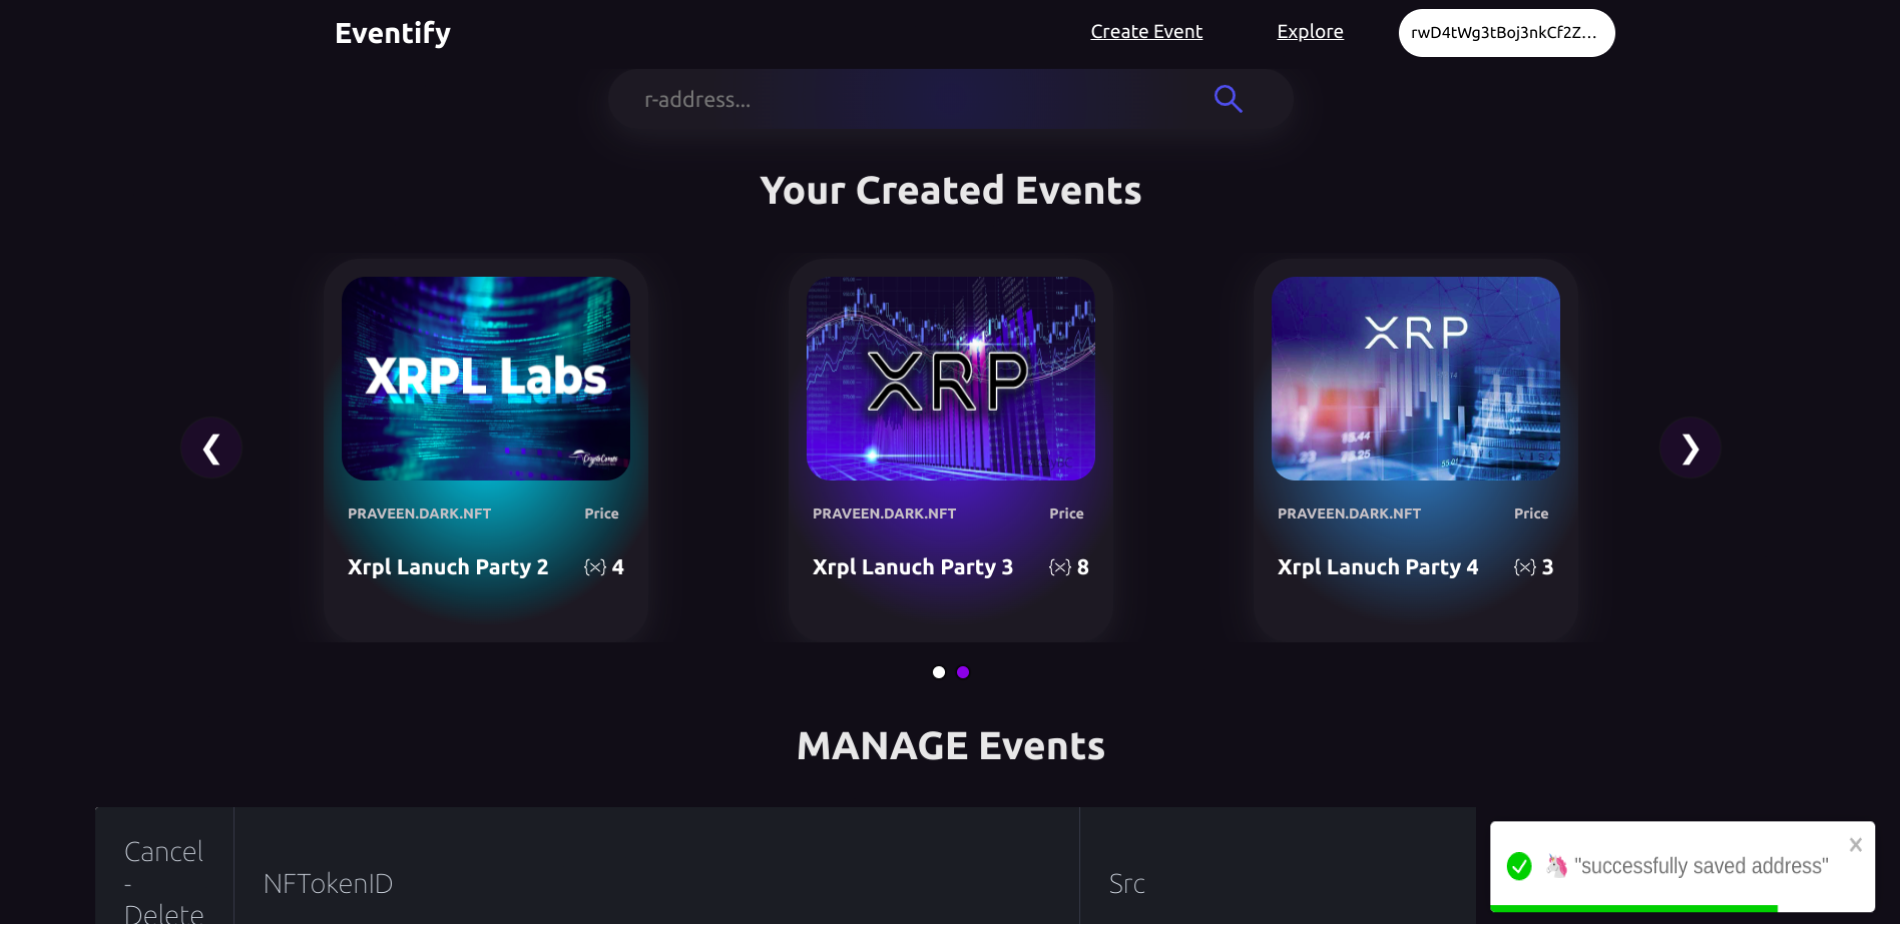 Eventify
Create Event
Explore
rwD4tWg3tBoj3nkCf2Z...
r-address...
Your Created Events
XRPL Labs
PRAVEEN.DARK.NFT Price
Xrpl Lanuch Party 2 {x} 4
XRP
PRAVEEN.DARK.NFT Price
Xrpl Lanuch Party 3 {x} 8
XRP
PRAVEEN.DARK.NFT Price
Xrpl Lanuch Party 4 {x} 3
MANAGE Events
Cancel
-
Delete
NFTokenID
Src
🦄 "successfully saved address"